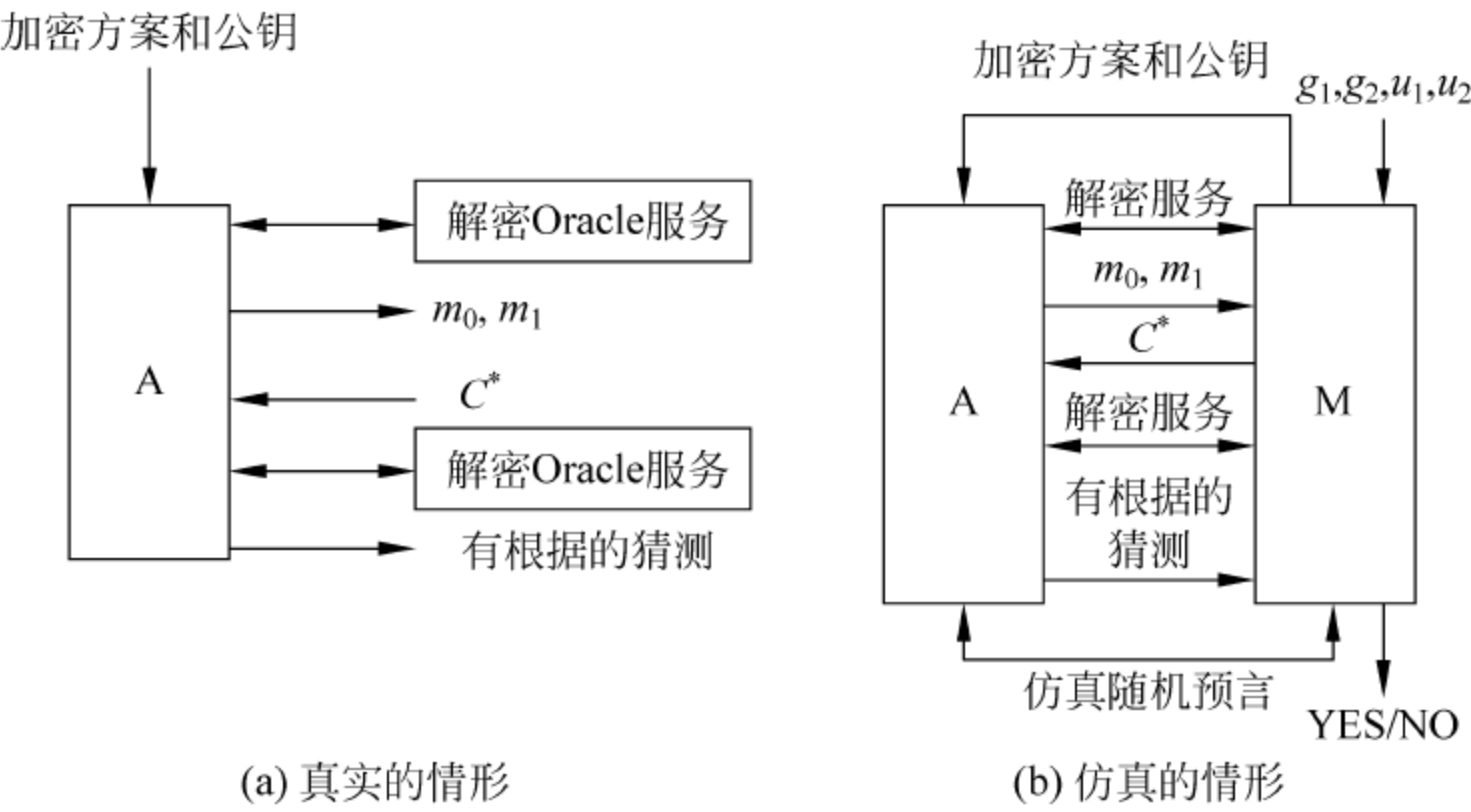 加密方案和公钥
解密Oracle服务
m₀, m₁
A
C*
解密Oracle服务
有根据的猜测
(a) 真实的情形
加密方案和公钥
g₁,g₂,u₁,u₂
解密服务
m₀, m₁
C*
A
M
解密服务
有根据的
猜测
仿真随机预言
YES/NO
(b) 仿真的情形